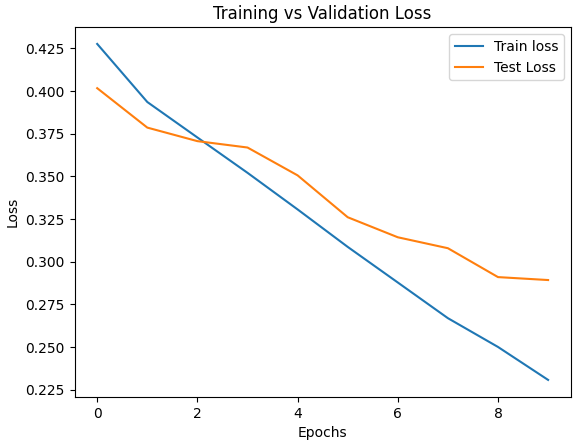 Training vs Validation Loss
Train loss
Test Loss
0.425
0.400
0.375
0.350
0.325
0.300
0.275
0.250
0.225
Loss
0 2 4 6 8
Epochs